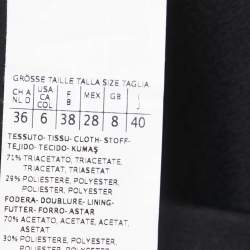 GRÖSSE TAILLE TALLA SIZE TAGLIA
CH A NL D USA CA COL F B MEX GB I J
36 6 38 28 8 40
TESSUTO-TISSU-CLOTH-STOFF-
TEJIDO-TECIDO-KUMAŞ
71% TRIACETATO, TRIACETATE,
TRIACETAT, TRIASETAT
29% POLIESTERE, POLYESTER,
POLIESTER, POLYESTER
FODERA-DOUBLURE-LINING-
FUTTER-FORRO-ASTAR
70% ACETATO, ACETATE, ACETAT,
ASETAT
30% POLIESTERE, POLYESTER,